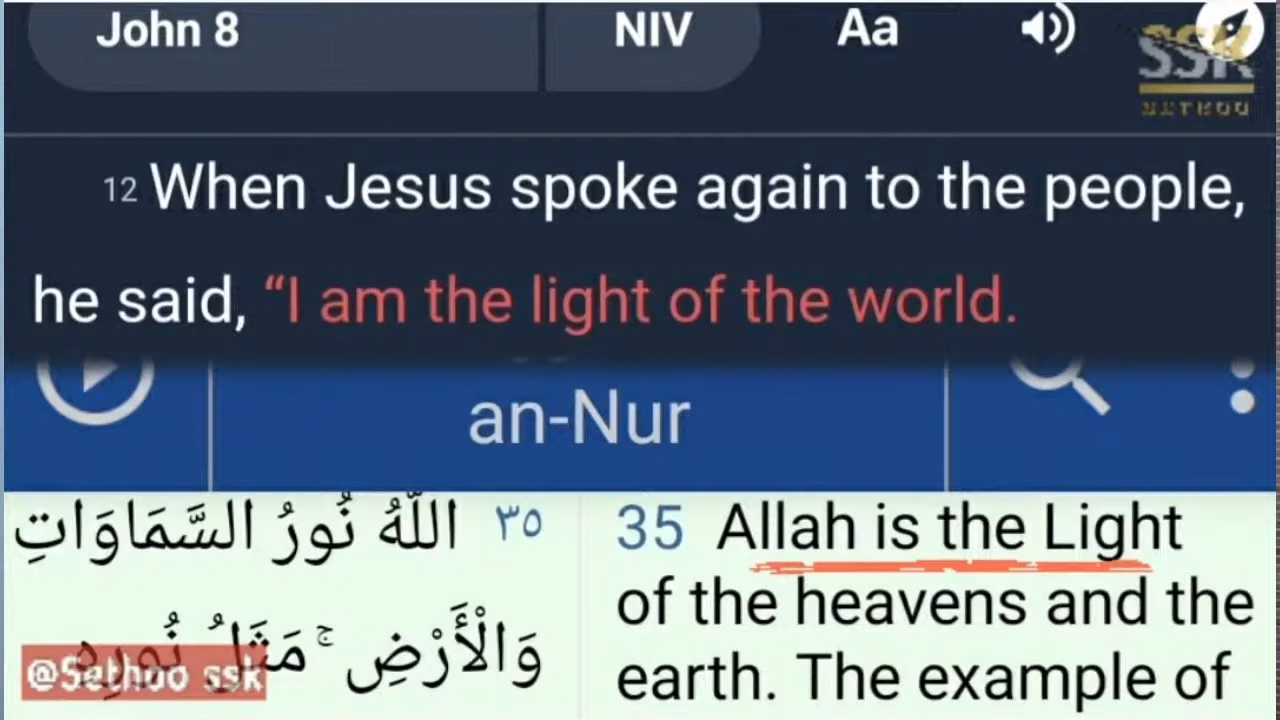 John 8 NIV Aa
SSK
SETHOO
12 When Jesus spoke again to the people,
he said, “I am the light of the world.
an-Nur
٣٥ اللَّهُ نُورُ السَّمَاوَاتِ
وَالْأَرْضِ ۚ مَثَلُ نُورِهِ
@Sethoo ssk
35 Allah is the Light
of the heavens and the
earth. The example of